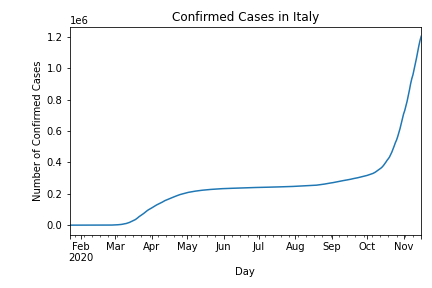 Confirmed Cases in Italy
1e6
1.2
1.0
0.8
0.6
0.4
0.2
0.0
Number of Confirmed Cases
Feb Mar Apr May Jun Jul Aug Sep Oct Nov
2020
Day